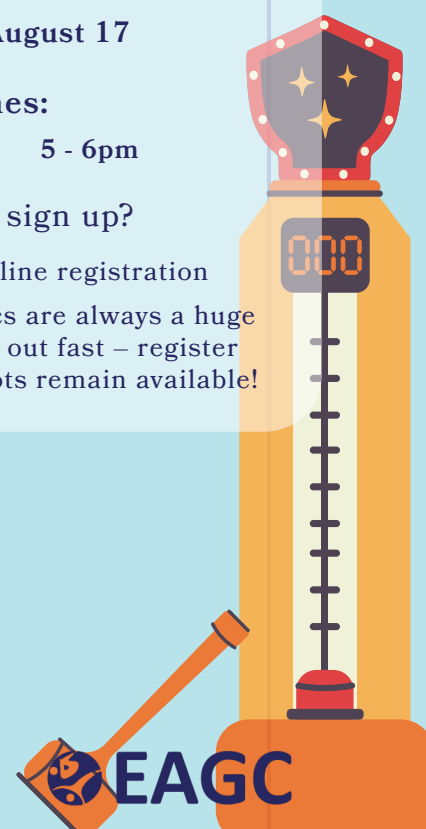 August 17
nes:
5 - 6pm
sign up?
000
line registration
cs are always a huge
out fast – register
ots remain available!
EAGC